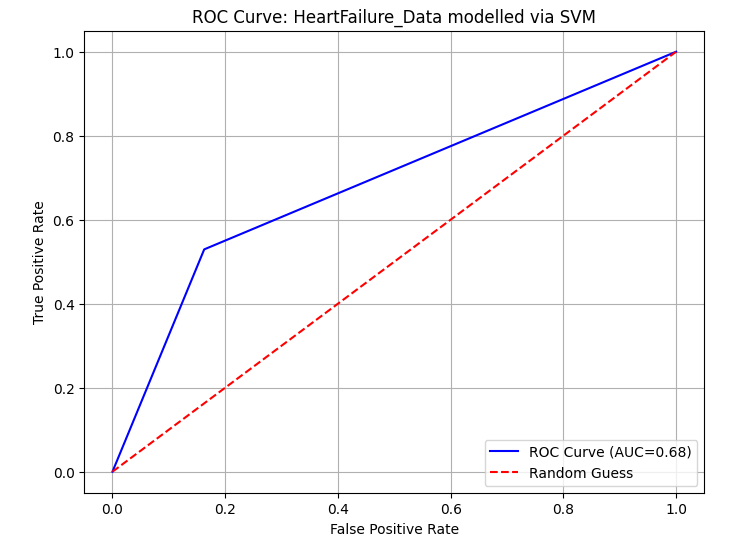 ROC Curve: HeartFailure_Data modelled via SVM
True Positive Rate
1.0
0.8
0.6
0.4
0.2
0.0
ROC Curve (AUC=0.68)
Random Guess
0.0 0.2 0.4 0.6 0.8 1.0
False Positive Rate